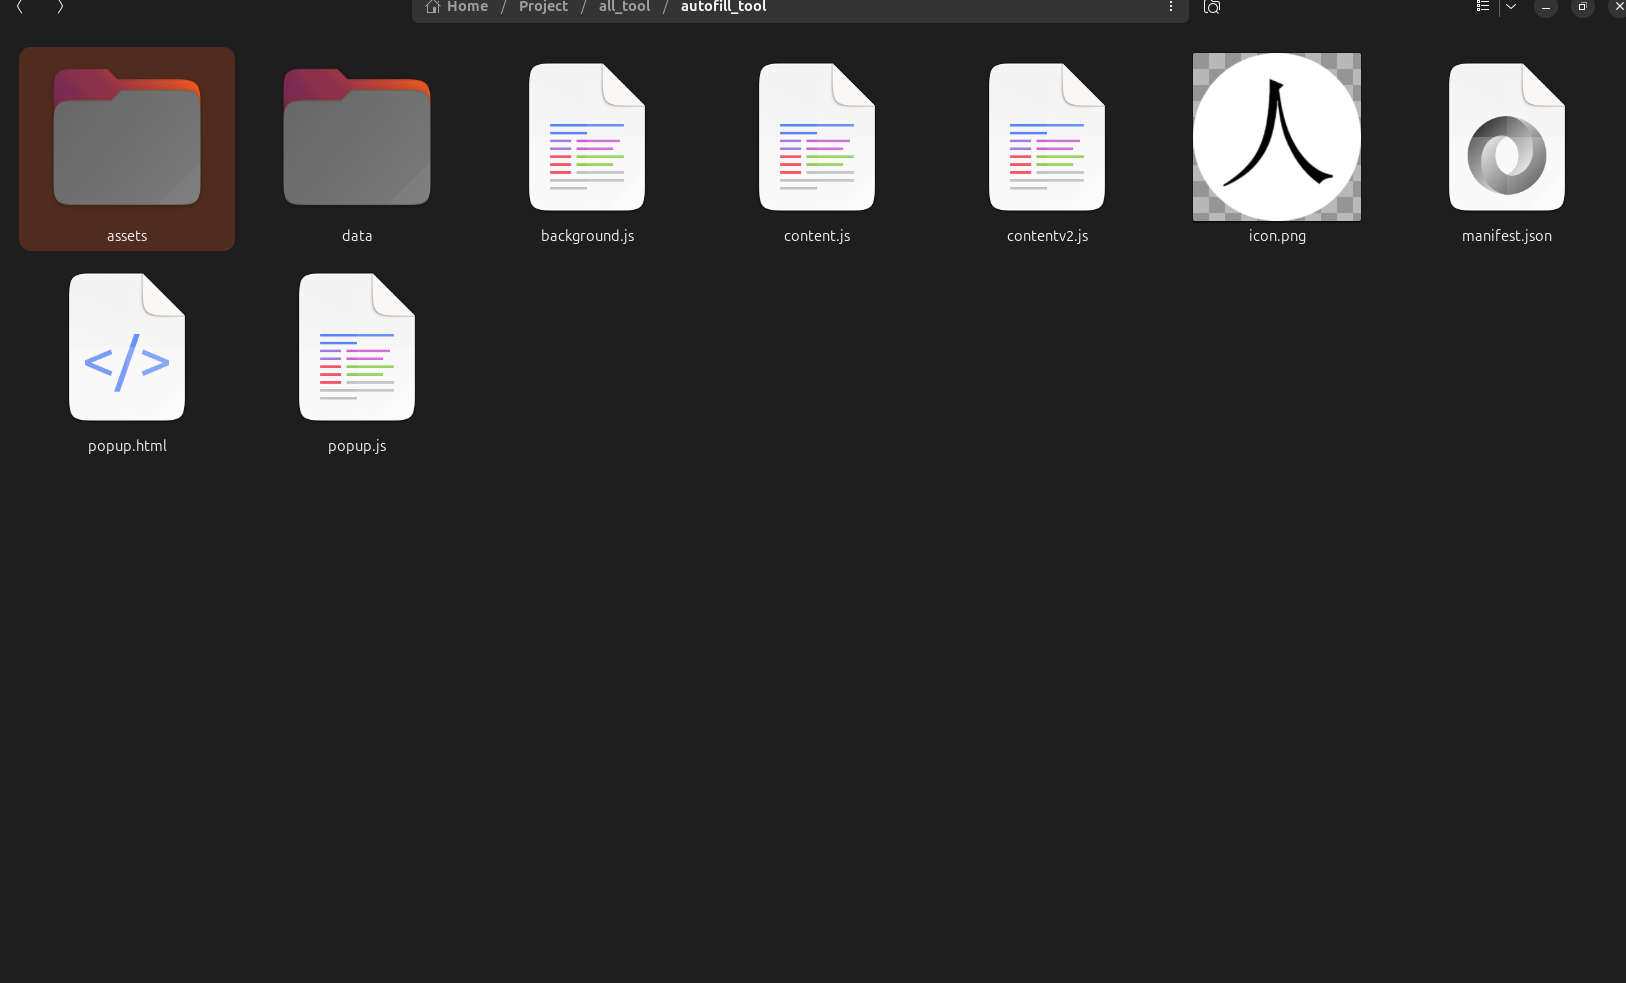 Home / Project / all_tool / autofill_tool
assets
data
background.js
content.js
contentv2.js
人
icon.png
manifest.json
</>
popup.html
popup.js